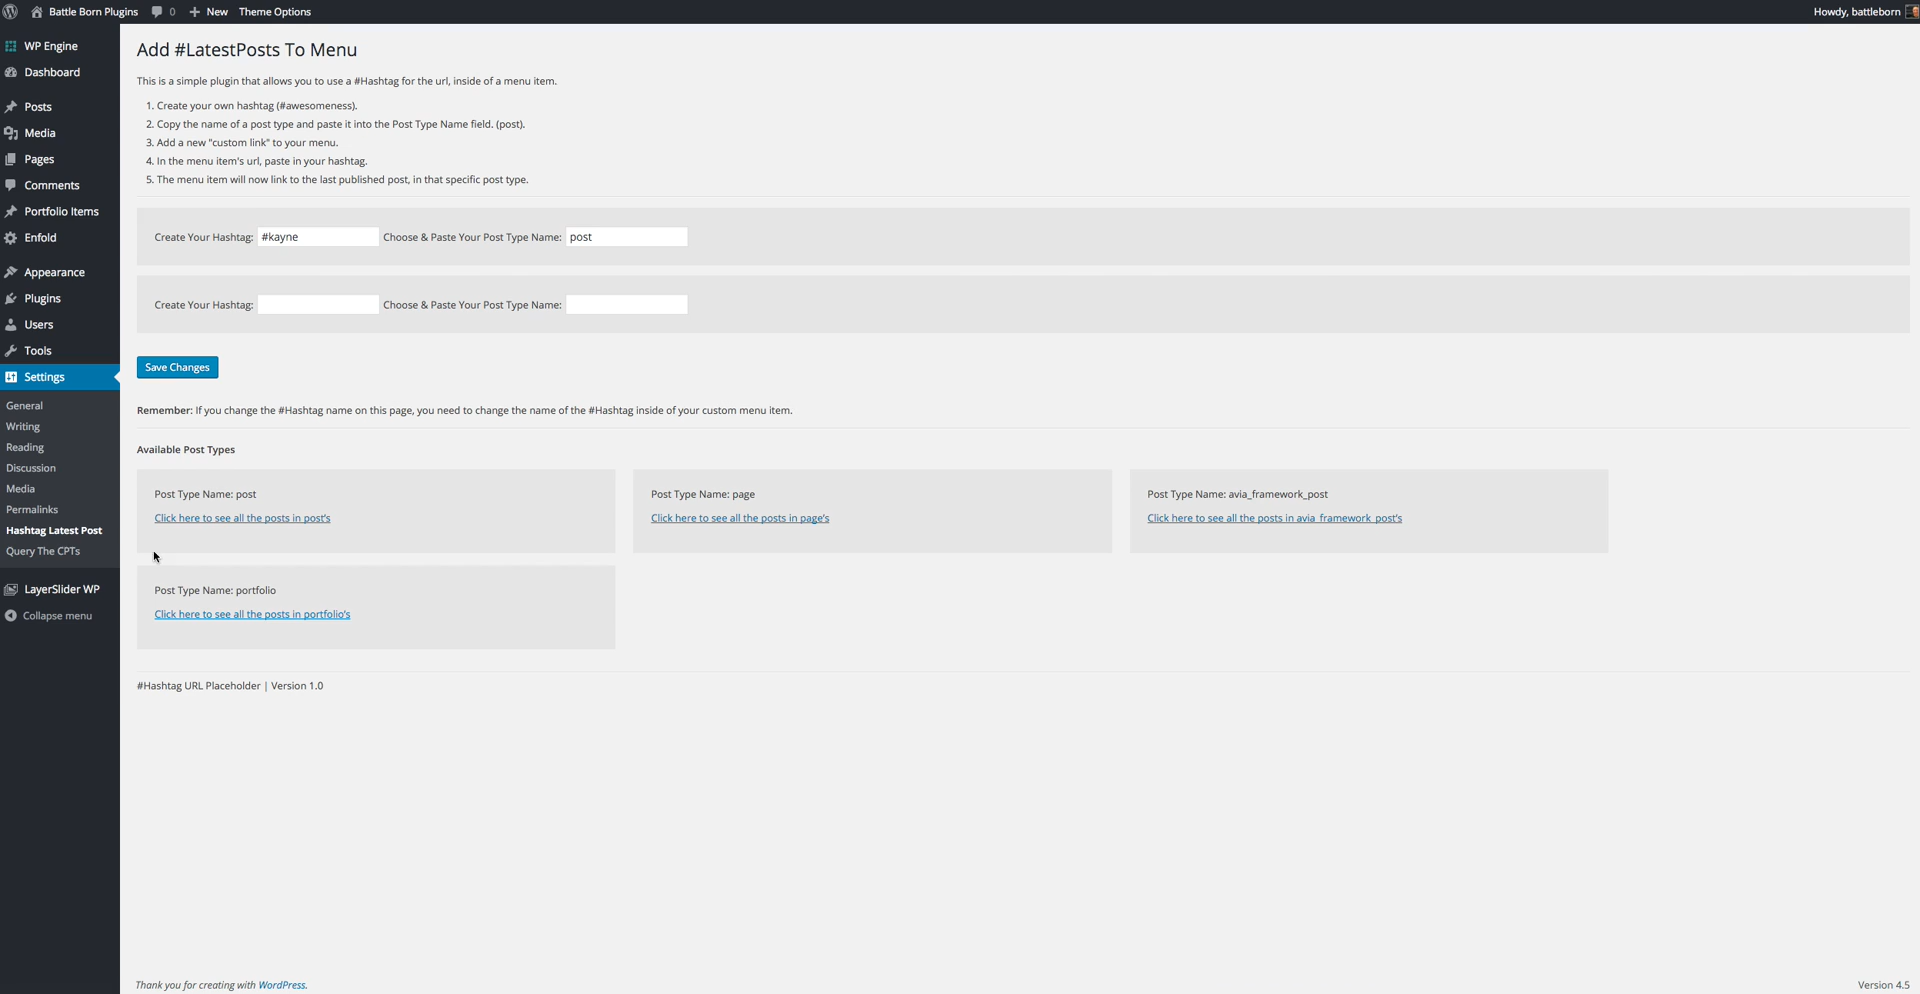 Battle Born Plugins 0 New Theme Options Howdy, battleborn
WP Engine
Dashboard
Posts
Media
Pages
Comments
Portfolio Items
Enfold
Appearance
Plugins
Users
Tools
Settings
General
Writing
Reading
Discussion
Media
Permalinks
Hashtag Latest Post
Query The CPTs
LayerSlider WP
Collapse menu
Add #LatestPosts To Menu
This is a simple plugin that allows you to use a #Hashtag for the url, inside of a menu item.
1. Create your own hashtag (#awesomeness).
2. Copy the name of a post type and paste it into the Post Type Name field. (post).
3. Add a new "custom link" to your menu.
4. In the menu item's url, paste in your hashtag.
5. The menu item will now link to the last published post, in that specific post type.
Create Your Hashtag: #kayne Choose & Paste Your Post Type Name: post
Create Your Hashtag: Choose & Paste Your Post Type Name:
Save Changes
Remember: If you change the #Hashtag name on this page, you need to change the name of the #Hashtag inside of your custom menu item.
Available Post Types
Post Type Name: post
Click here to see all the posts in post's
Post Type Name: page
Click here to see all the posts in page's
Post Type Name: avia_framework_post
Click here to see all the posts in avia_framework_post's
Post Type Name: portfolio
Click here to see all the posts in portfolio's
#Hashtag URL Placeholder | Version 1.0
Thank you for creating with WordPress. Version 4.5